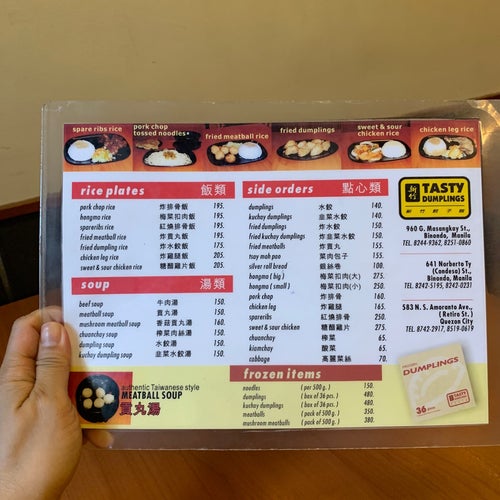 spare ribs rice
pork chop
tossed noodles
fried meatball rice
fried dumplings
sweet & sour
chicken rice
chicken leg rice
rice plates 飯類
pork chop rice 炸排骨飯 195.
hongma rice 梅菜扣肉飯 195.
spareribs rice 紅燒排骨飯 195.
fried meatball rice 炸貢丸飯 195.
fried dumpling rice 炸水餃飯 175.
chicken leg rice 炸雞腿飯 205.
sweet & sour chicken rice 糖醋雞片飯 205.
soup 湯類
beef soup 牛肉湯 150.
meatball soup 貢丸湯 150.
mushroom meatball soup 香菇貢丸湯 160.
chuanchay soup 榨菜肉絲湯 150.
dumpling soup 水餃湯 150.
kuchay dumpling soup 韭菜水餃湯 150.
authentic Taiwanese style
MEATBALL SOUP
貢丸湯
side orders 點心類
dumplings 水餃 140.
kuchay dumplings 韭菜水餃 140.
fried dumplings 炸水餃 150.
fried kuchay dumplings 炸韭菜水餃 150.
fried meatballs 炸貢丸 155.
tsay moh pao 菜肉包子 155.
silver roll bread 銀絲卷 100.
hongma ( big ) 梅菜扣肉(大) 275.
hongma ( small ) 梅菜扣肉(小) 250.
pork chop 炸排骨 160.
chicken leg 炸雞腿 165.
spareribs 紅燒排骨 250.
sweet & sour chicken 糖醋雞片 275.
chuanchay 榨菜 65.
kiamchay 酸菜 65.
cabbage 高麗菜絲 70.
frozen items
noodles ( per 500 g. ) 150.
dumplings ( box of 36 pcs. ) 480.
kuchay dumplings ( box of 36 pcs. ) 480.
meatballs ( pack of 500 g. ) 350.
mushroom meatballs ( pack of 500 g. ) 380.
新竹
TASTY
DUMPLINGS
新竹餃子館
960 G. Masangkay St.,
Binondo, Manila
TEL. 8244-9362, 8251-0860
641 Norberto Ty
(Condesa) St.,
Binondo, Manila
TEL. 8242-5195, 8242-0231
583 N. S. Amoranto Ave.,
( Retiro St. )
Quezon City
TEL. 8742-2917, 8519-0619
DUMPLINGS
36 pcs.
TASTY